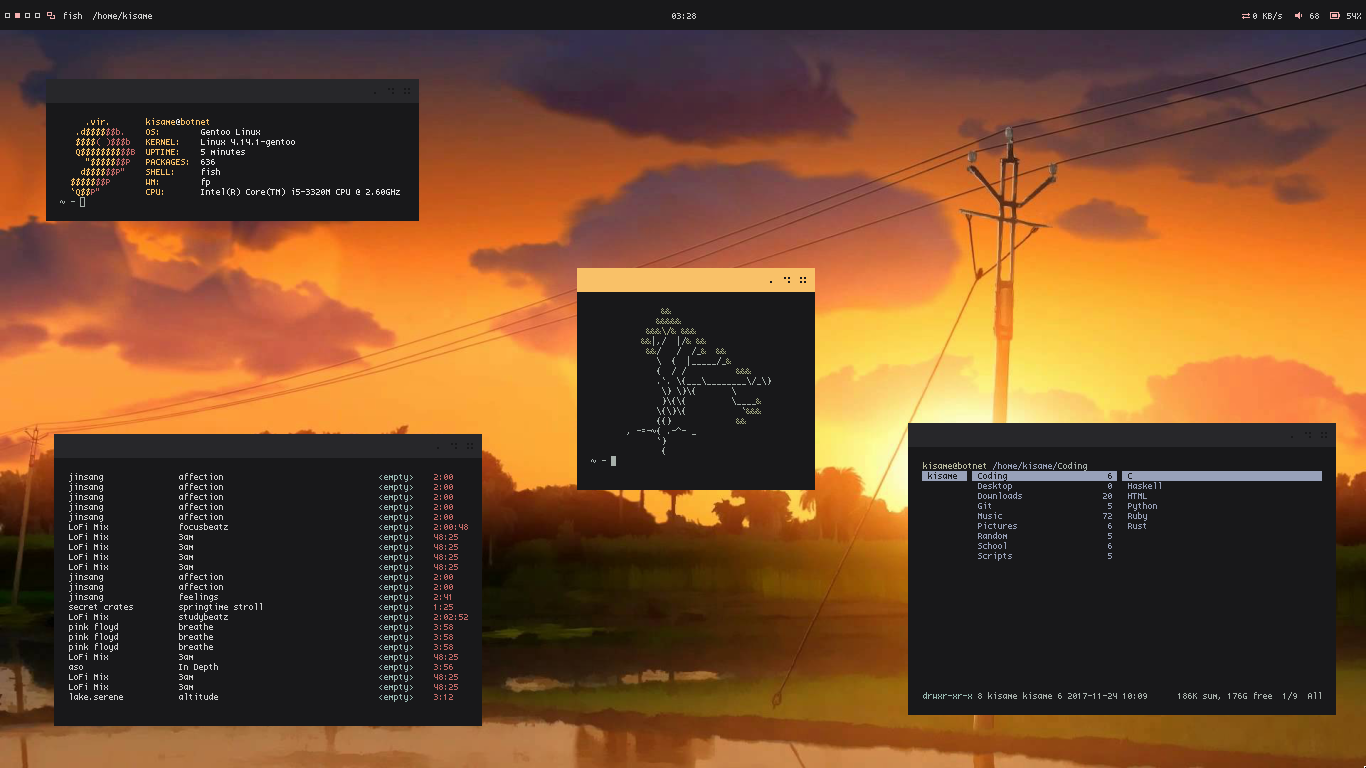 fish /home/kisame
03:28
0 KB/s 68 54%
kisame@botnet
OS: Gentoo Linux
KERNEL: Linux 4.14.1-gentoo
UPTIME: 5 minutes
PACKAGES: 636
SHELL: fish
WM: fp
CPU: Intel(R) Core(TM) i5-3320M CPU @ 2.60GHz
~ -
~ -
jinsang affection <empty> 2:00
jinsang affection <empty> 2:00
jinsang affection <empty> 2:00
jinsang affection <empty> 2:00
jinsang affection <empty> 2:00
LoFi Mix focusbeatz <empty> 2:00:48
LoFi Mix 3am <empty> 48:25
LoFi Mix 3am <empty> 48:25
LoFi Mix 3am <empty> 48:25
LoFi Mix 3am <empty> 48:25
jinsang affection <empty> 2:00
jinsang affection <empty> 2:00
jinsang feelings <empty> 2:41
secret crates springtime stroll <empty> 1:25
LoFi Mix studybeatz <empty> 2:02:52
pink floyd breathe <empty> 3:58
pink floyd breathe <empty> 3:58
pink floyd breathe <empty> 3:58
LoFi Mix 3am <empty> 48:25
aso In Depth <empty> 3:56
LoFi Mix 3am <empty> 48:25
LoFi Mix 3am <empty> 48:25
lake.serene altitude <empty> 3:12
kisame@botnet /home/kisame/Coding
kisame Coding 6 C
Desktop 0 Haskell
Downloads 20 HTML
Git 5 Python
Music 72 Ruby
Pictures 6 Rust
Random 5
School 6
Scripts 5
drwxr-xr-x 8 kisame kisame 6 2017-11-24 10:09 186K sum, 176G free 1/9 All